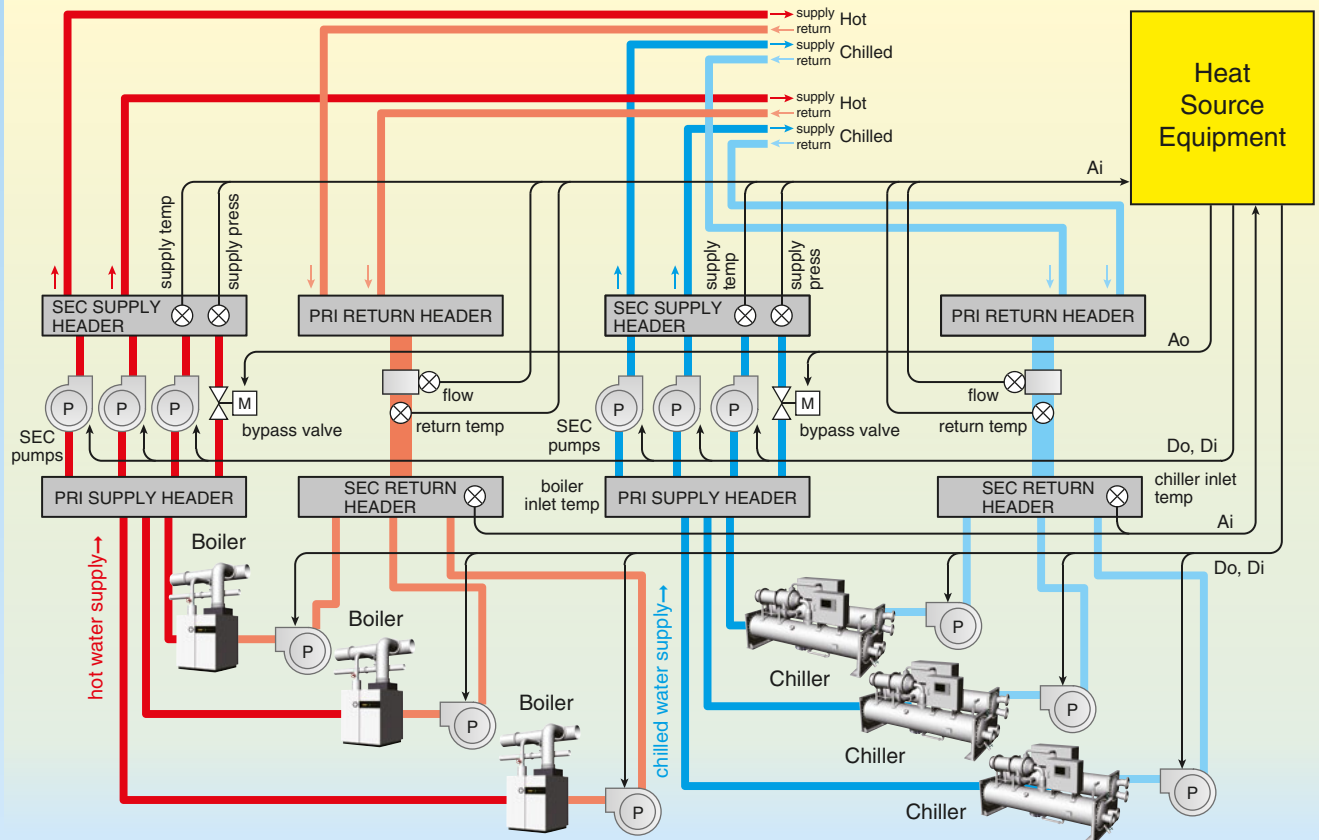 supply
return
Hot
supply
return
Chilled
supply
return
Hot
supply
return
Chilled
Heat
Source
Equipment
Ai
supply temp
supply press
supply
temp
supply
press
SEC SUPPLY
HEADER
PRI RETURN HEADER
SEC SUPPLY
HEADER
PRI RETURN HEADER
Ao
P
P
P
M
flow
P
P
P
M
flow
SEC
pumps
bypass valve
return temp
SEC
pumps
bypass valve
return temp
Do, Di
PRI SUPPLY HEADER
SEC RETURN
HEADER
boiler
inlet temp
PRI SUPPLY HEADER
SEC RETURN
HEADER
chiller inlet
temp
Ai
hot water supply→
Boiler
Do, Di
P
Boiler
P
Boiler
P
chilled water supply→
P
Chiller
P
Chiller
P
Chiller